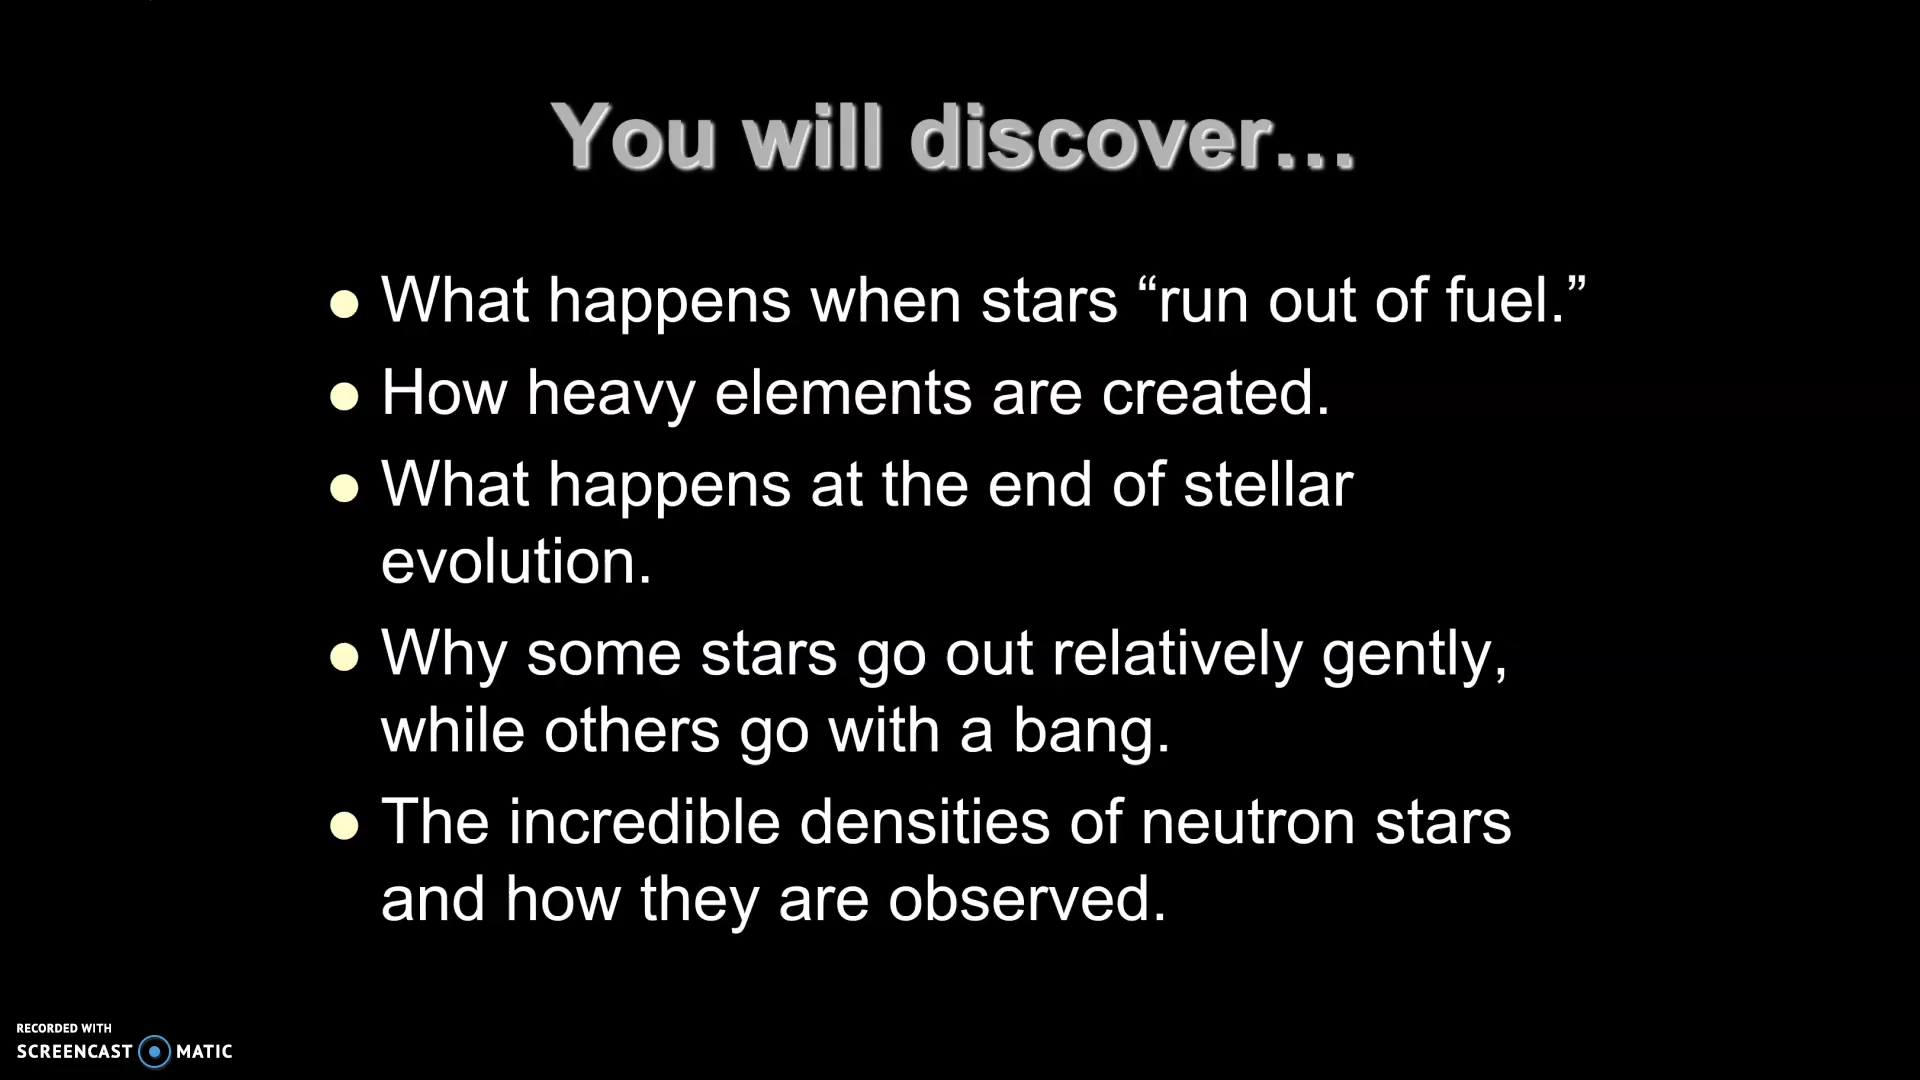 You will discover…
● What happens when stars “run out of fuel.”
● How heavy elements are created.
● What happens at the end of stellar
evolution.
● Why some stars go out relatively gently,
while others go with a bang.
● The incredible densities of neutron stars
and how they are observed.
RECORDED WITH
SCREENCAST MATIC